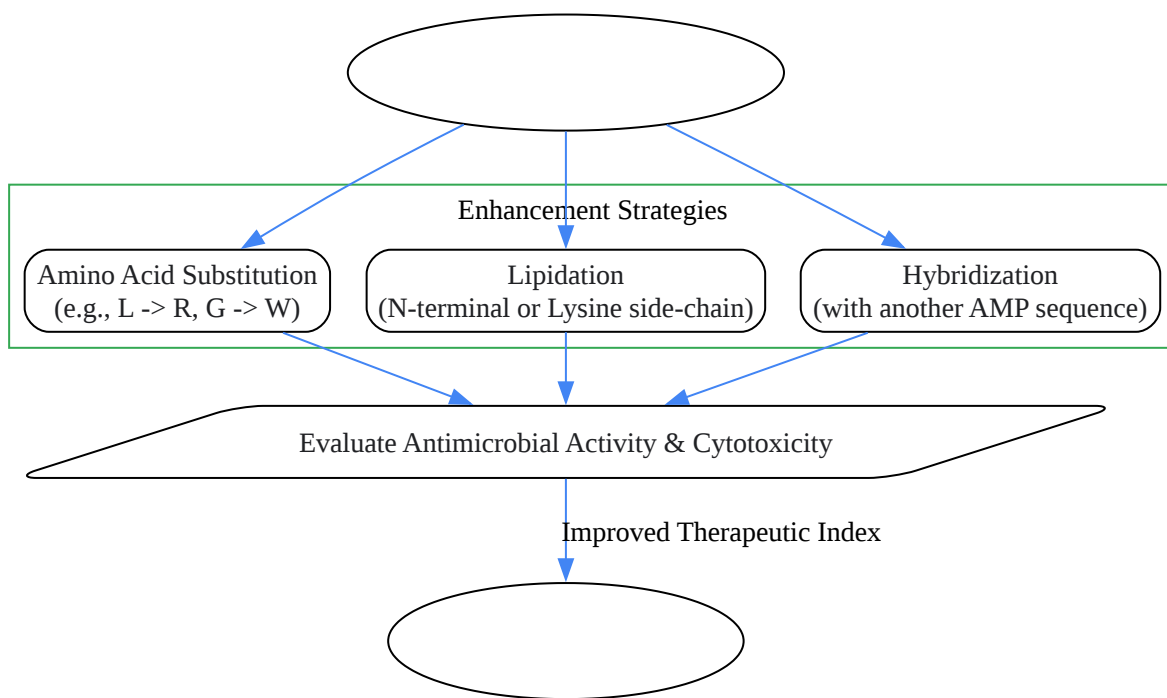 Enhancement Strategies
Amino Acid Substitution
(e.g., L -> R, G -> W)
Lipidation
(N-terminal or Lysine side-chain)
Hybridization
(with another AMP sequence)
Evaluate Antimicrobial Activity & Cytotoxicity
Improved Therapeutic Index